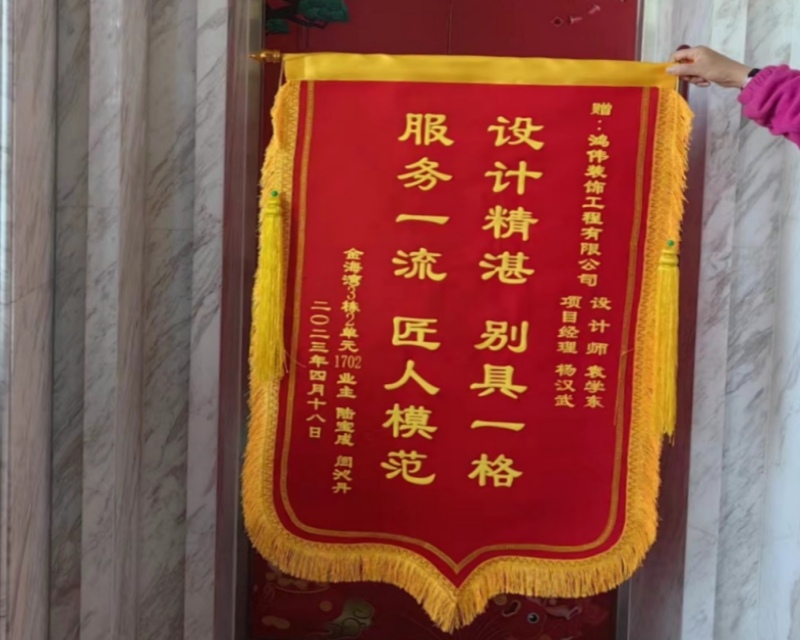 赠：鸿伟装饰工程有限公司
设计师 袁学东
项目经理 杨汉武
设计精湛 别具一格
服务一流 匠人模范
金海湾3栋2单元1702业主 陆宝成 闫兴丹
二〇二三年四月十八日